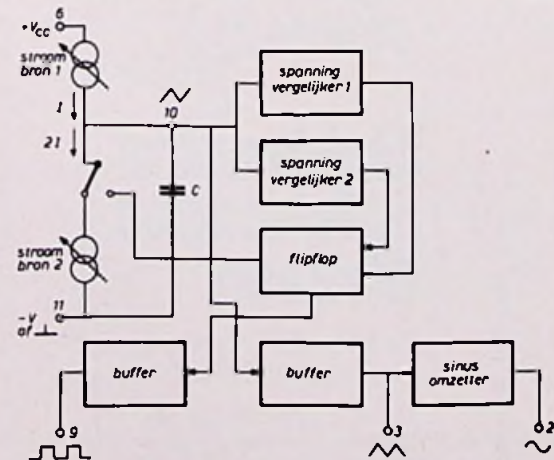 6
+Vcc
stroom
bron 1
I
2I
10
C
spanning
vergelijker 1
spanning
vergelijker 2
flipflop
stroom
bron 2
11
-V
of ⊥
buffer
buffer
sinus
omzetter
9
3
2